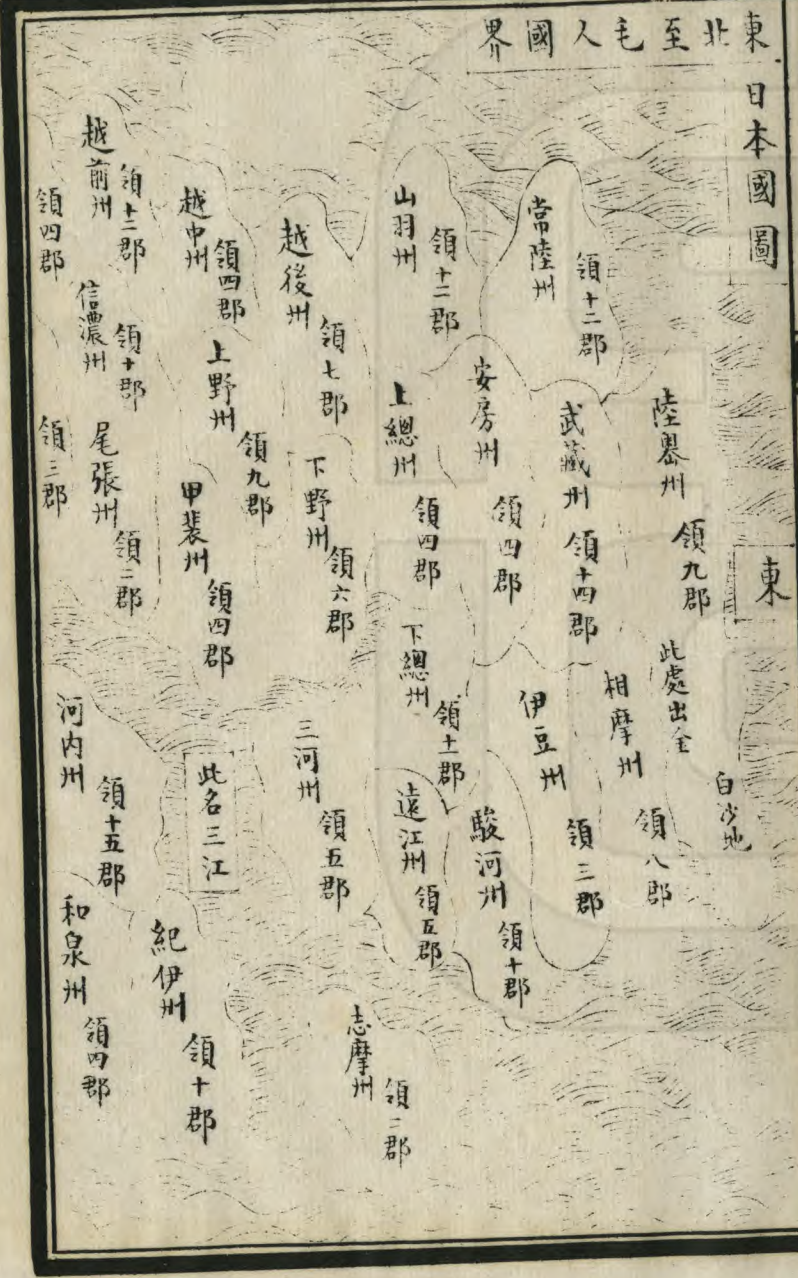 日本國圖
東北至毛人國界
東
白沙地
陸畧州
領九郡
此處出金
相摩州
領八郡
常陸州
領十二郡
武藏州
領十四郡
安房州
領四郡
伊豆州
領三郡
山羽州
領十二郡
上總州
領四郡
下總州
領十二郡
駿河州
領十郡
遠江州
領五郡
越後州
領七郡
下野州
領六郡
三河州
領五郡
志摩州
領二郡
越中州
領四郡
上野州
領九郡
甲裴州
領四郡
此名三江
紀伊州
領十郡
越前州
領十二郡
信濃州
領十郡
尾張州
領二郡
河内州
領十五郡
和泉州
領四郡
領四郡
領三郡